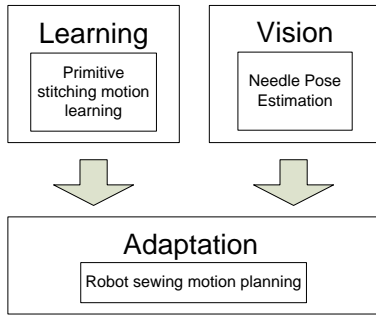 Learning
Primitive
stitching motion
learning
Vision
Needle Pose
Estimation
Adaptation
Robot sewing motion planning